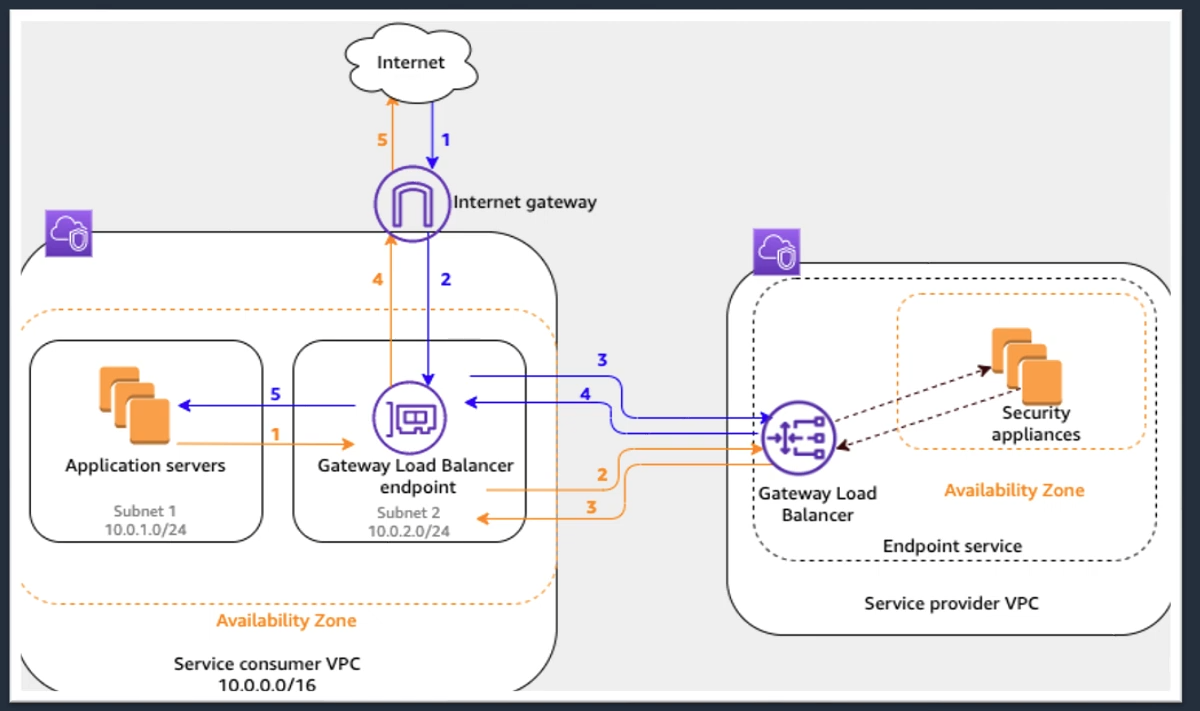 Internet
5
1
Internet gateway
4
2
3
4
5
1
Application servers
Gateway Load Balancer
endpoint
Subnet 1
10.0.1.0/24
Subnet 2
10.0.2.0/24
2
3
Security
appliances
Gateway Load
Balancer
Availability Zone
Endpoint service
Service provider VPC
Availability Zone
Service consumer VPC
10.0.0.0/16